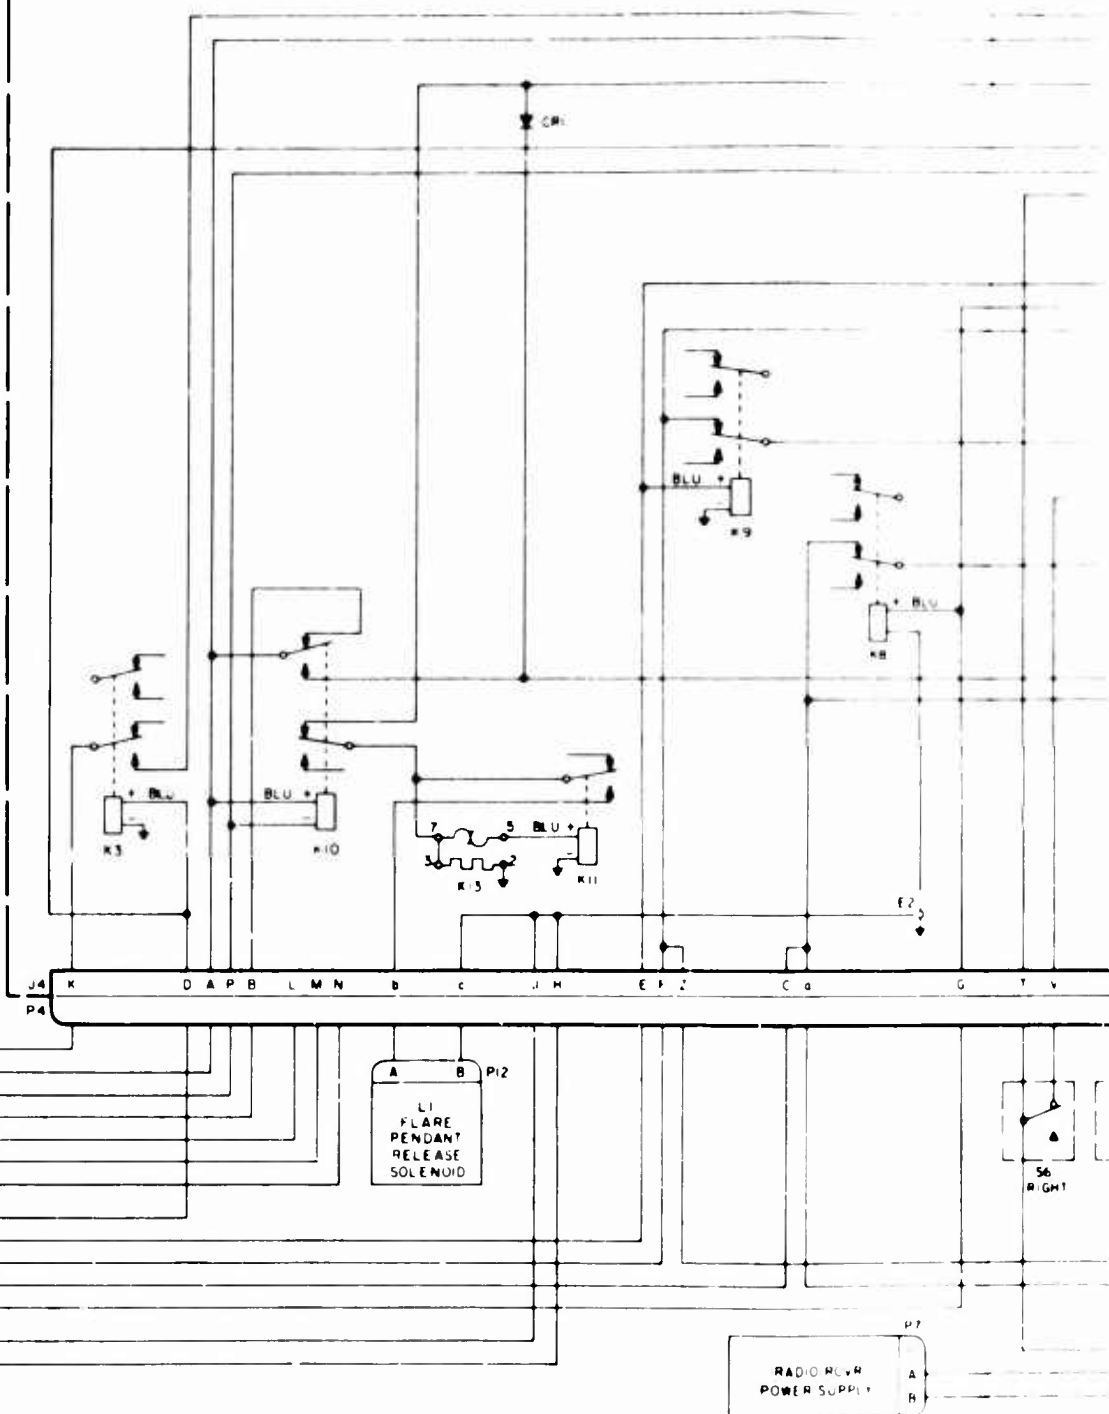 CR1
BLU +
-
K9
+ BLU
-
K8
+ BLU
-
K3
BLU +
-
K10
7 5 BLU +
-
3 2
K13
K11
E2
J4 K D A P B L M N b c J H E F Z C d G T V
P4
A B P12
L1
FLARE
PENDANT
RELEASE
SOLENOID
S6
RIGHT
P7
RADIO RCVR
POWER SUPPLY
A
B